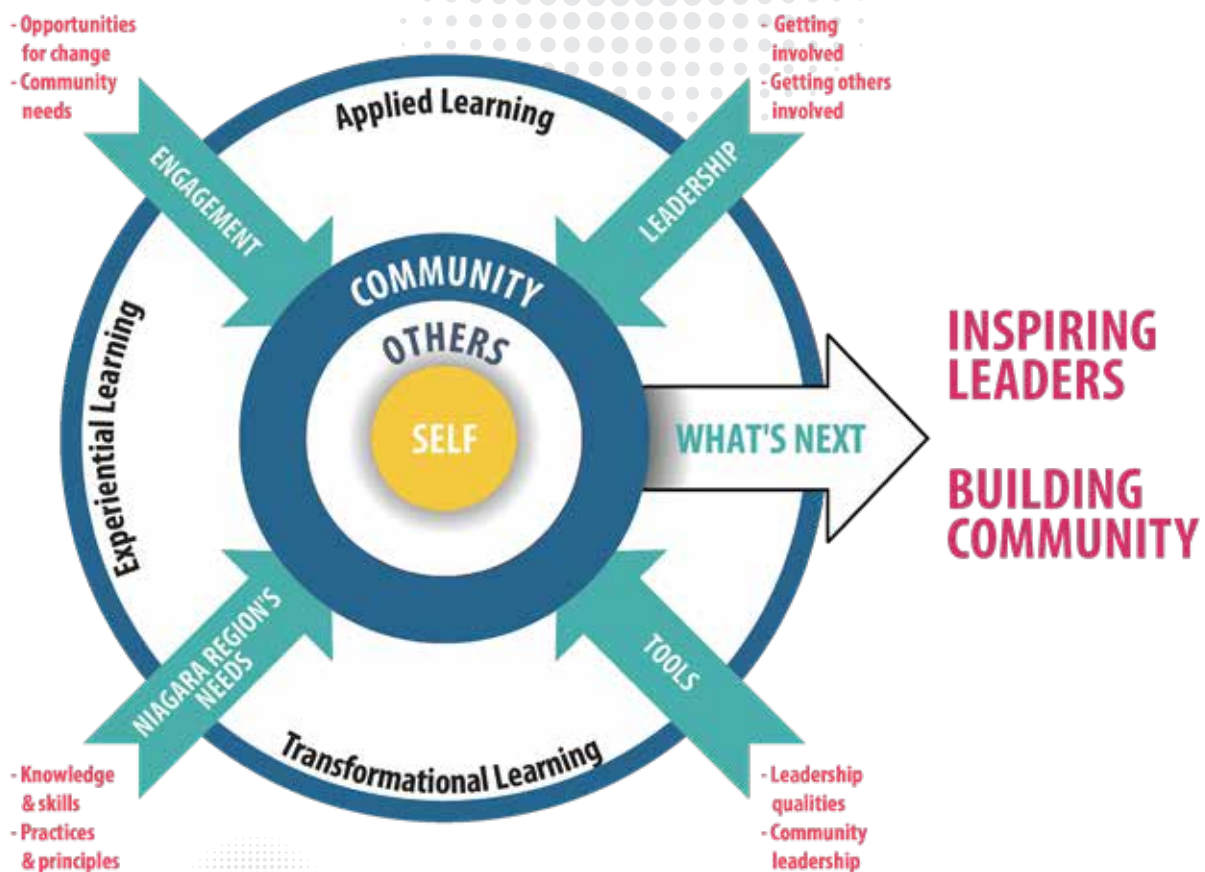 - Opportunities
for change
- Community
needs
- Getting
involved
- Getting others
involved
Applied Learning
ENGAGEMENT
LEADERSHIP
COMMUNITY
OTHERS
SELF
Experiential Learning
WHAT'S NEXT
INSPIRING
LEADERS
BUILDING
COMMUNITY
NIAGARA REGION'S
NEEDS
TOOLS
Transformational Learning
- Knowledge
& skills
- Practices
& principles
- Leadership
qualities
- Community
leadership